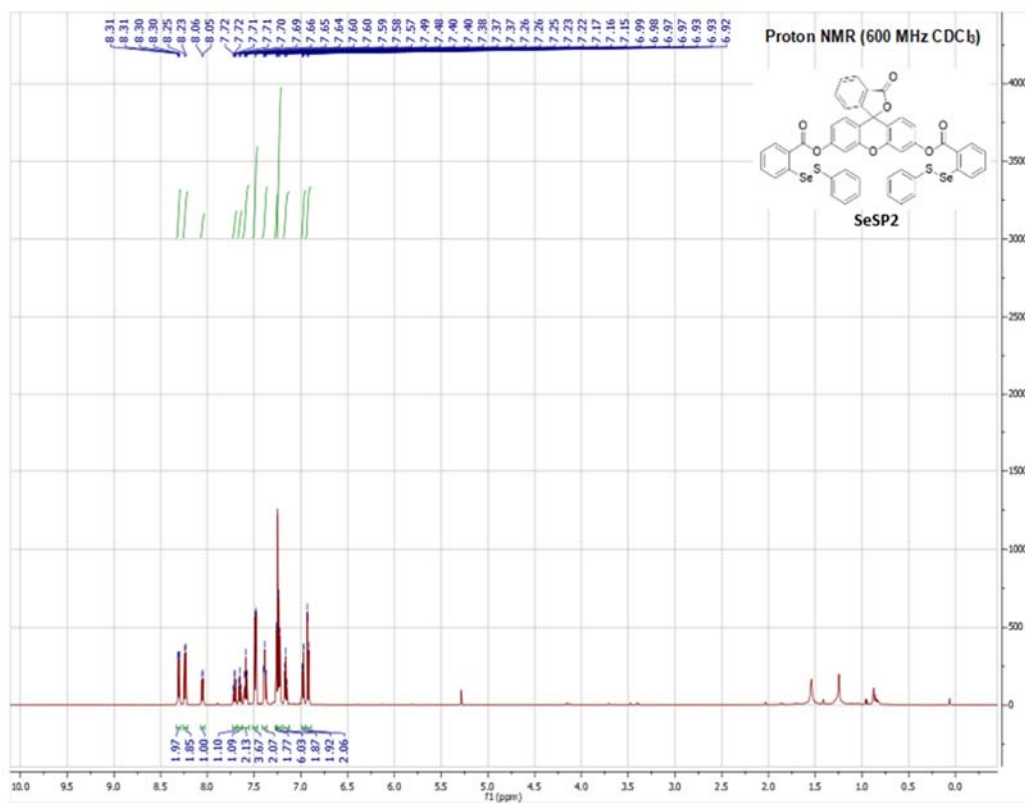 8.31 8.31 8.30 8.30 8.25 8.23 8.06 8.05 7.72 7.72 7.71 7.71 7.70 7.69 7.66 7.65 7.64 7.60 7.60 7.59 7.58 7.57 7.49 7.48 7.40 7.40 7.38 7.37 7.37 7.26 7.26 7.25 7.23 7.22 7.17 7.16 7.15 6.99 6.98 6.97 6.97 6.93 6.93 6.92
Proton NMR (600 MHz CDCl₃)
O
O
O O
O O O
Se S S Se
SeSP2
4000
3500
3000
2500
2000
1500
1000
500
0
1.97 1.85 1.00 1.10 1.09 2.13 3.67 2.07 1.77 6.03 1.87 1.92 2.06
10.0 9.5 9.0 8.5 8.0 7.5 7.0 6.5 6.0 5.5 5.0 4.5 4.0 3.5 3.0 2.5 2.0 1.5 1.0 0.5 0.0
f1 (ppm)